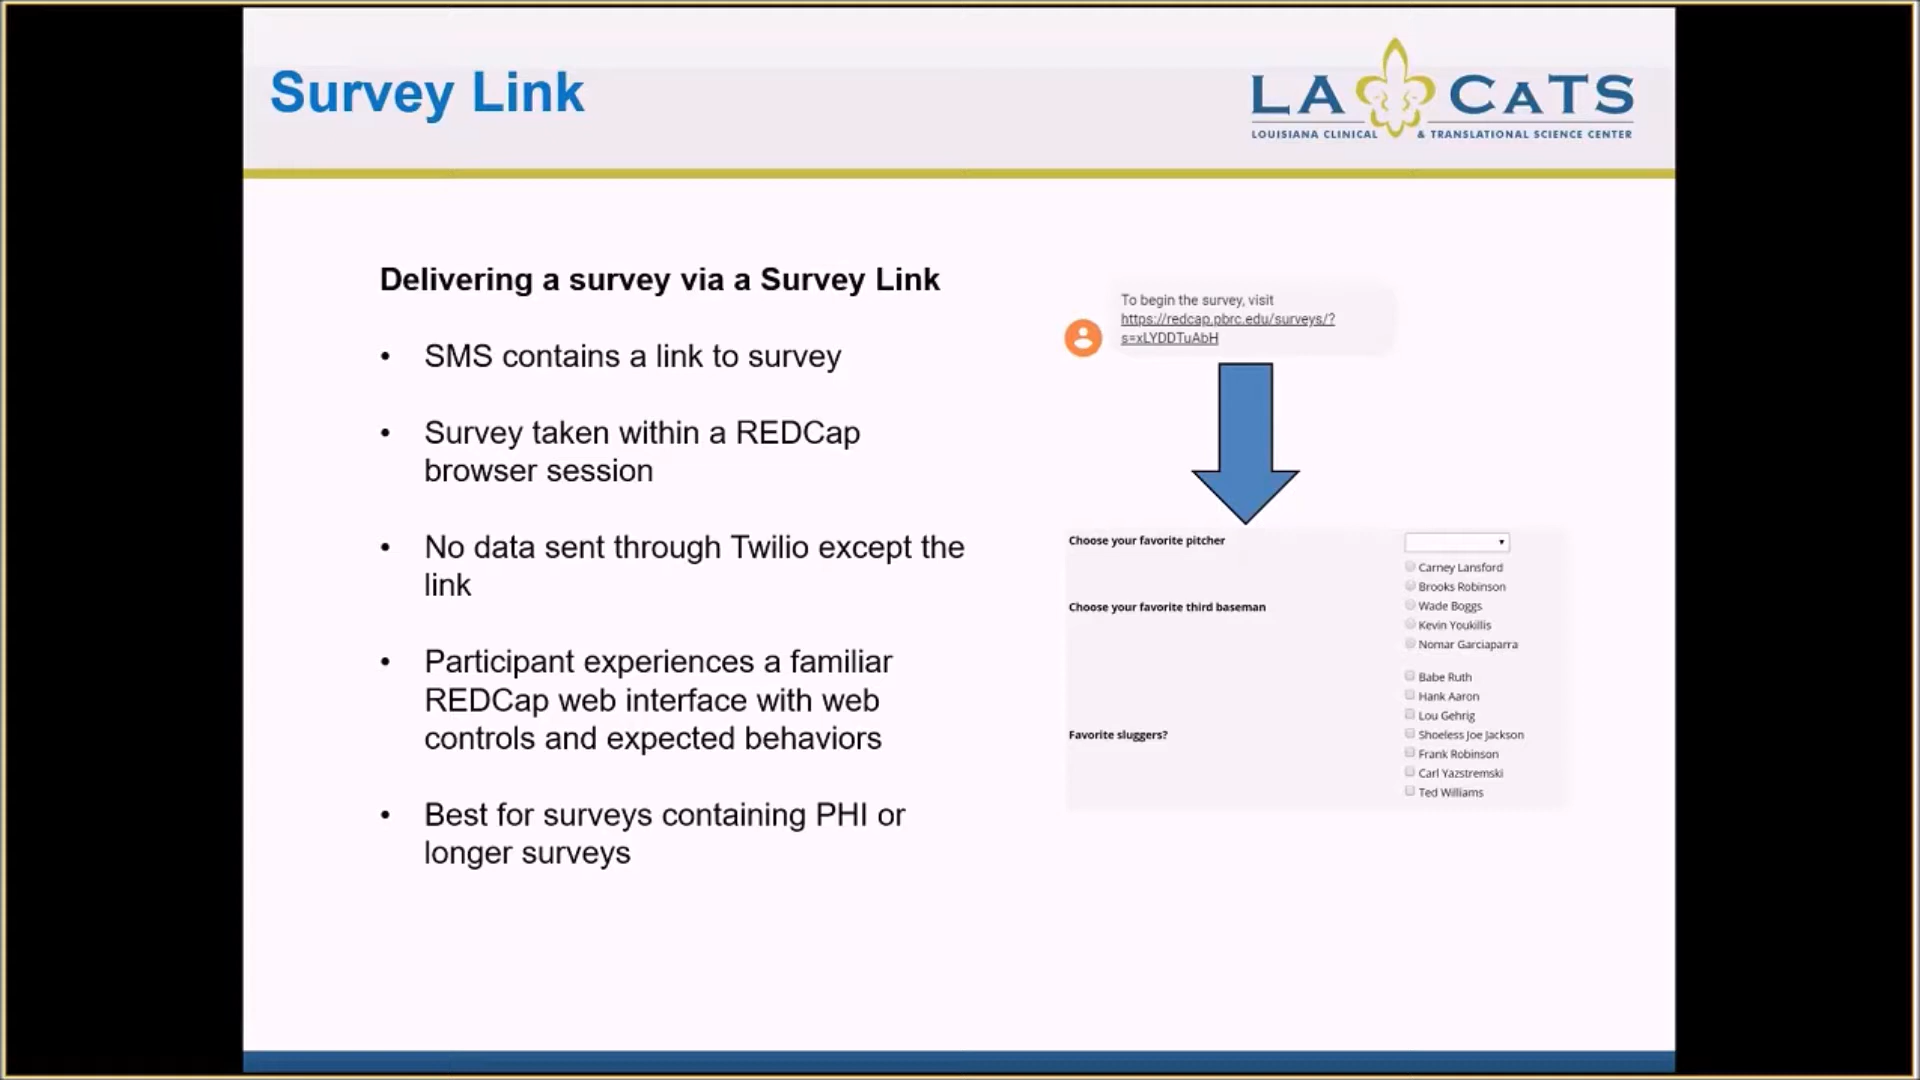 Survey Link
LA CATS
LOUISIANA CLINICAL & TRANSLATIONAL SCIENCE CENTER
Delivering a survey via a Survey Link
• SMS contains a link to survey
• Survey taken within a REDCap
browser session
• No data sent through Twilio except the
link
• Participant experiences a familiar
REDCap web interface with web
controls and expected behaviors
• Best for surveys containing PHI or
longer surveys
To begin the survey, visit
https://redcap.pbrc.edu/surveys/?
s=xLYDDTuAbH
Choose your favorite pitcher
Carney Lansford
Brooks Robinson
Choose your favorite third baseman
Wade Boggs
Kevin Youkillis
Nomar Garciaparra
Babe Ruth
Hank Aaron
Lou Gehrig
Favorite sluggers?
Shoeless Joe Jackson
Frank Robinson
Carl Yazstremski
Ted Williams